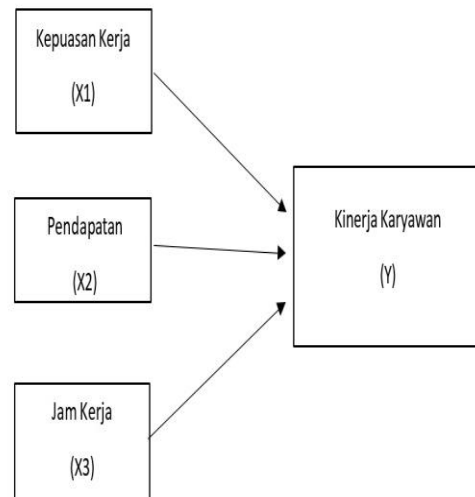 Kepuasan Kerja
(X1)
Pendapatan
(X2)
Jam Kerja
(X3)
Kinerja Karyawan
(Y)